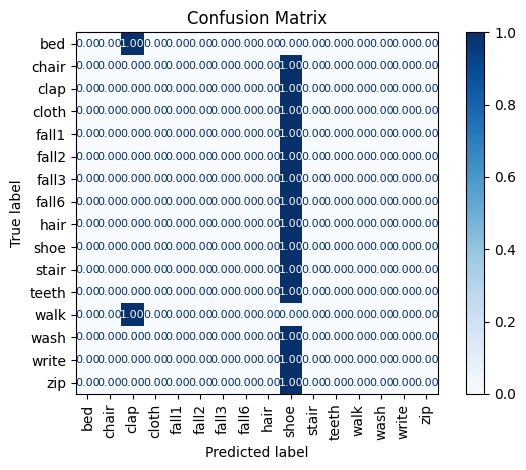 Confusion Matrix
bed 0.00 0.00 1.00 0.00 0.00 0.00 0.00 0.00 0.00 0.00 0.00 0.00 0.00 0.00 0.00 0.00
chair 0.00 0.00 0.00 0.00 0.00 0.00 0.00 0.00 0.00 1.00 0.00 0.00 0.00 0.00 0.00 0.00
clap 0.00 0.00 0.00 0.00 0.00 0.00 0.00 0.00 0.00 1.00 0.00 0.00 0.00 0.00 0.00 0.00
cloth 0.00 0.00 0.00 0.00 0.00 0.00 0.00 0.00 0.00 1.00 0.00 0.00 0.00 0.00 0.00 0.00
fall1 0.00 0.00 0.00 0.00 0.00 0.00 0.00 0.00 0.00 1.00 0.00 0.00 0.00 0.00 0.00 0.00
fall2 0.00 0.00 0.00 0.00 0.00 0.00 0.00 0.00 0.00 1.00 0.00 0.00 0.00 0.00 0.00 0.00
fall3 0.00 0.00 0.00 0.00 0.00 0.00 0.00 0.00 0.00 1.00 0.00 0.00 0.00 0.00 0.00 0.00
fall6 0.00 0.00 0.00 0.00 0.00 0.00 0.00 0.00 0.00 1.00 0.00 0.00 0.00 0.00 0.00 0.00
hair 0.00 0.00 0.00 0.00 0.00 0.00 0.00 0.00 0.00 1.00 0.00 0.00 0.00 0.00 0.00 0.00
shoe 0.00 0.00 0.00 0.00 0.00 0.00 0.00 0.00 0.00 1.00 0.00 0.00 0.00 0.00 0.00 0.00
stair 0.00 0.00 0.00 0.00 0.00 0.00 0.00 0.00 0.00 1.00 0.00 0.00 0.00 0.00 0.00 0.00
teeth 0.00 0.00 0.00 0.00 0.00 0.00 0.00 0.00 0.00 1.00 0.00 0.00 0.00 0.00 0.00 0.00
walk 0.00 0.00 1.00 0.00 0.00 0.00 0.00 0.00 0.00 0.00 0.00 0.00 0.00 0.00 0.00 0.00
wash 0.00 0.00 0.00 0.00 0.00 0.00 0.00 0.00 0.00 1.00 0.00 0.00 0.00 0.00 0.00 0.00
write 0.00 0.00 0.00 0.00 0.00 0.00 0.00 0.00 0.00 1.00 0.00 0.00 0.00 0.00 0.00 0.00
zip 0.00 0.00 0.00 0.00 0.00 0.00 0.00 0.00 0.00 1.00 0.00 0.00 0.00 0.00 0.00 0.00
True label
bed chair clap cloth fall1 fall2 fall3 fall6 hair shoe stair teeth walk wash write zip
Predicted label
1.0
0.8
0.6
0.4
0.2
0.0